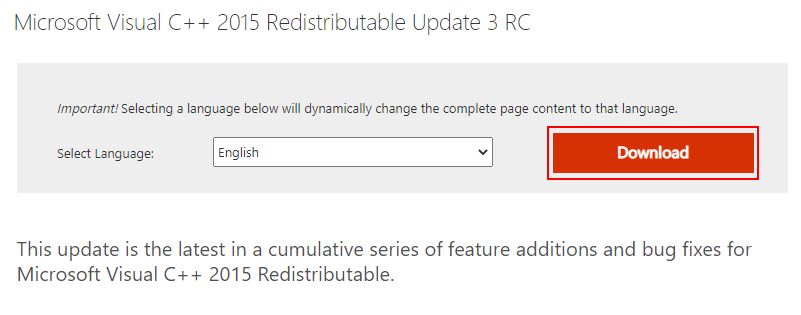 Microsoft Visual C++ 2015 Redistributable Update 3 RC
Important! Selecting a language below will dynamically change the complete page content to that language.
Select Language:
English
Download
This update is the latest in a cumulative series of feature additions and bug fixes for
Microsoft Visual C++ 2015 Redistributable.